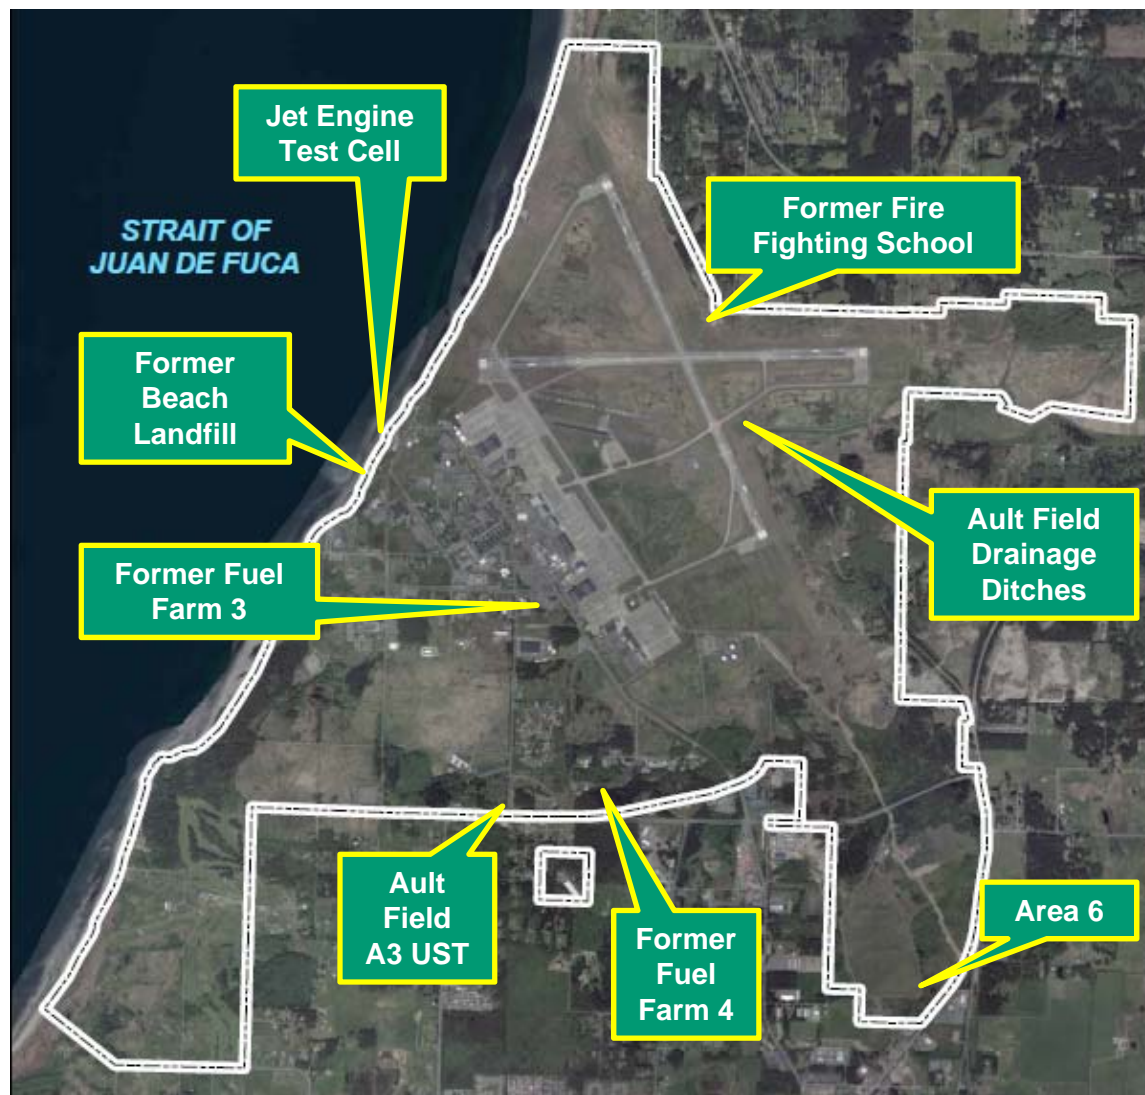 Jet Engine
Test Cell
STRAIT OF
JUAN DE FUCA
Former Fire
Fighting School
Former
Beach
Landfill
Ault Field
Drainage
Ditches
Former Fuel
Farm 3
Ault
Field
A3 UST
Former
Fuel
Farm 4
Area 6